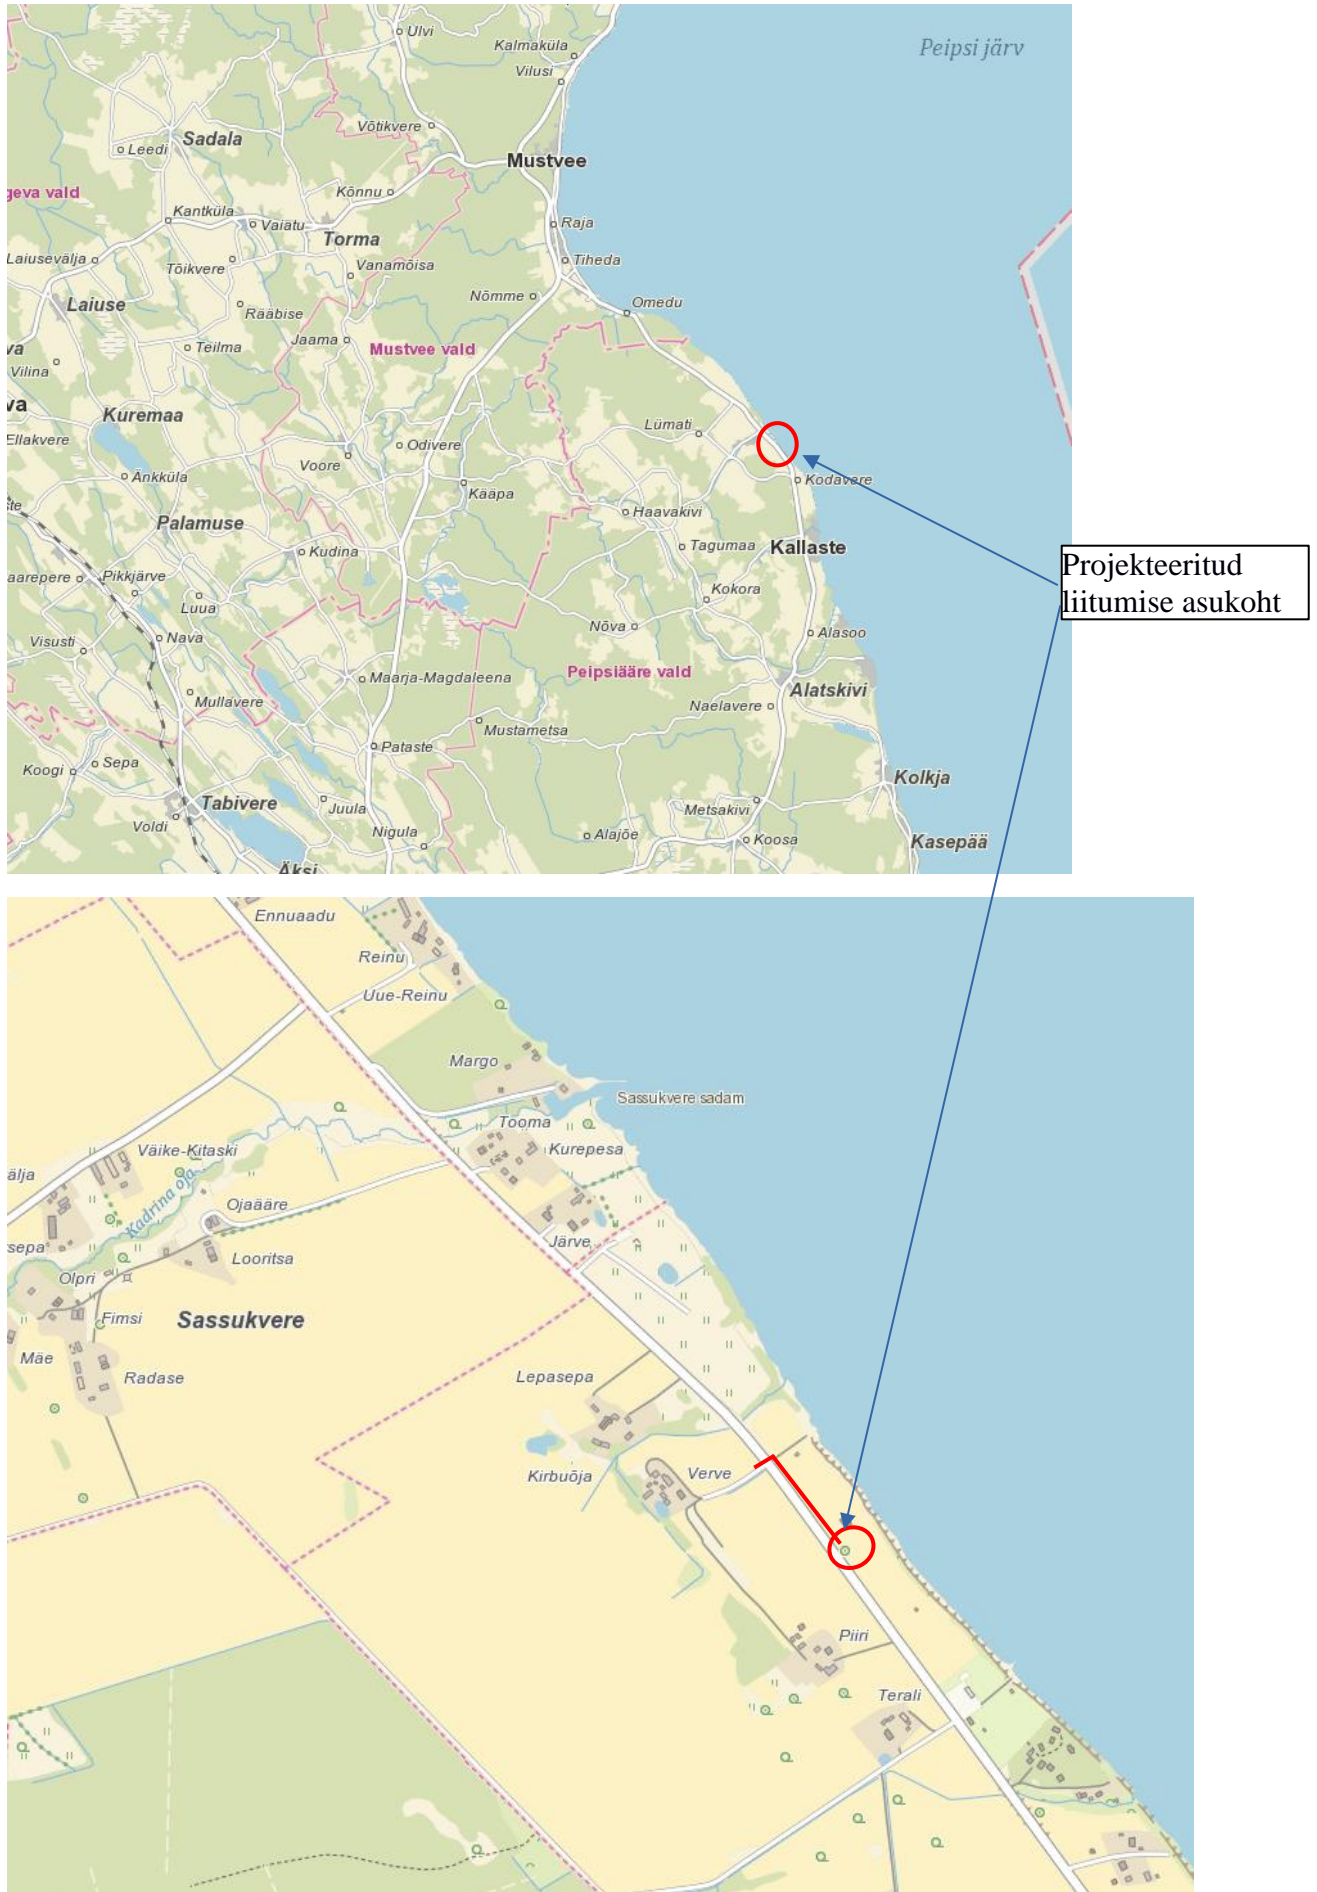 Ulvi
Kalmaküla
Peipsi järv
Vilusi
Võtikvere
Sadala
Leedi
Mustvee
geva vald
Kõnnu
Kantküla
Vaiatu
Raja
Torma
Laiusevälja
Tõikvere
Vanamõisa
Tiheda
Laiuse
Rääbise
Nõmme
Omedu
va
Teilma
Jaama
Mustvee vald
Vilina
va
Kuremaa
Lümati
Ellakvere
Odivere
Voore
Änkküla
Kääpa
Kodavere
ste
Palamuse
Haavakivi
Kudina
Tagumaa
Kallaste
aarepere
Pikkjärve
Projekteeritud
liitumise asukoht
Luua
Kokora
Nõva
Alasoo
Visusti
Nava
Maarja-Magdaleena
Peipsiääre vald
Alatskivi
Mullavere
Naelavere
Mustametsa
Pataste
Koogi
Sepa
Kolkja
Tabivere
Juula
Metsakivi
Voldi
Nigula
Alajõe
Koosa
Kasepää
Äksi
Ennuaadu
Reinu
Uue-Reinu
Margo
Sassukvere sadam
Tooma
Väike-Kitaski
Kurepesa
älja
Kadrina oja
Ojaääre
Järve
rsepa
Looritsa
Olpri
Fimsi
Sassukvere
Mäe
Radase
Lepasepa
Kirbuõja
Verve
Piiri
Terali